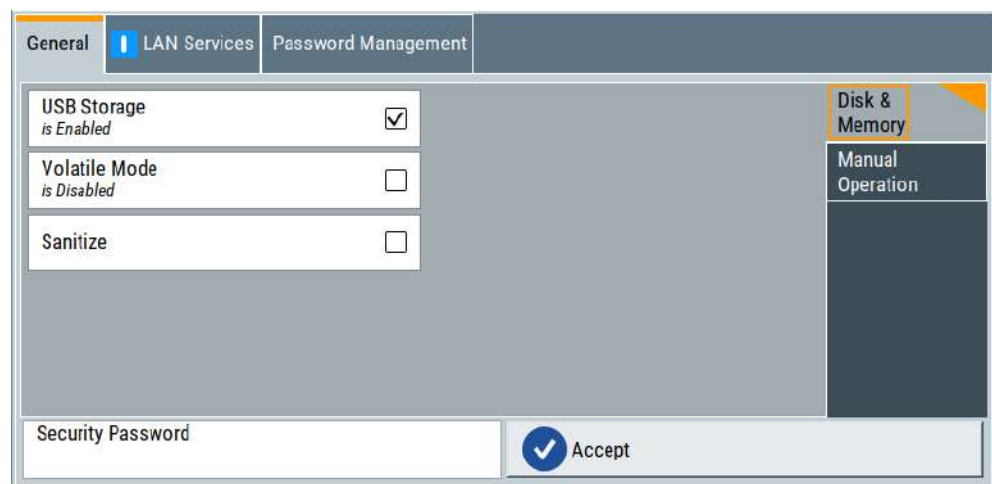 General
LAN Services
Password Management
USB Storage
is Enabled
Volatile Mode
is Disabled
Sanitize
Disk &
Memory
Manual
Operation
Security Password
Accept